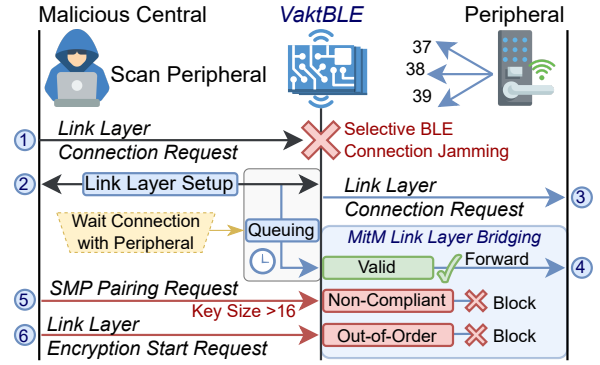 Malicious Central
VaktBLE
Peripheral
Scan Peripheral
37
38
39
1
Link Layer
Connection Request
Selective BLE
Connection Jamming
2
Link Layer Setup
Link Layer
Connection Request
3
Wait Connection
with Peripheral
Queuing
MitM Link Layer Bridging
Valid
Forward
4
5
SMP Pairing Request
Key Size >16
Non-Compliant
Block
6
Link Layer
Encryption Start Request
Out-of-Order
Block